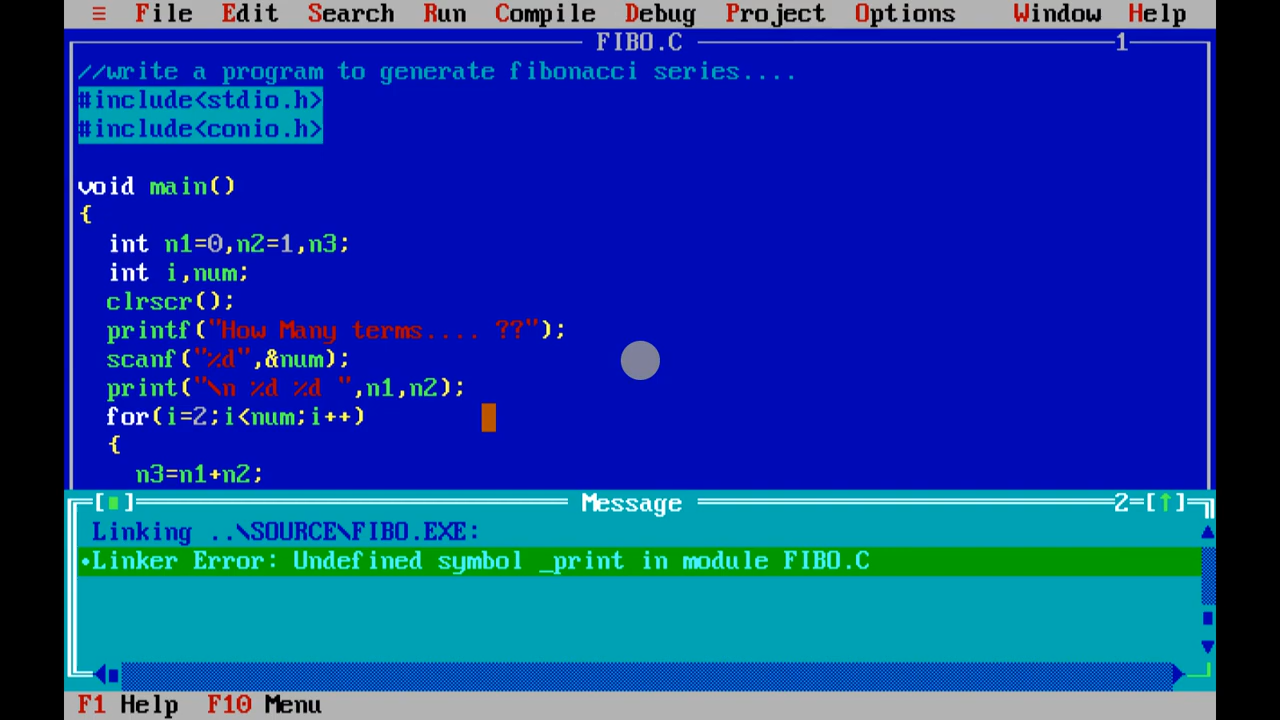 ≡ File Edit Search Run Compile Debug Project Options Window Help
FIBO.C 1
//write a program to generate fibonacci series....
#include<stdio.h>
#include<conio.h>
void main()
{
int n1=0,n2=1,n3;
int i,num;
clrscr();
printf("How Many terms.... ??");
scanf("%d",&num);
print("\n %d %d ",n1,n2);
for(i=2;i<num;i++)
{
n3=n1+n2;
[■] Message 2=[↑]
Linking ..\SOURCE\FIBO.EXE:
•Linker Error: Undefined symbol _print in module FIBO.C
F1 Help F10 Menu